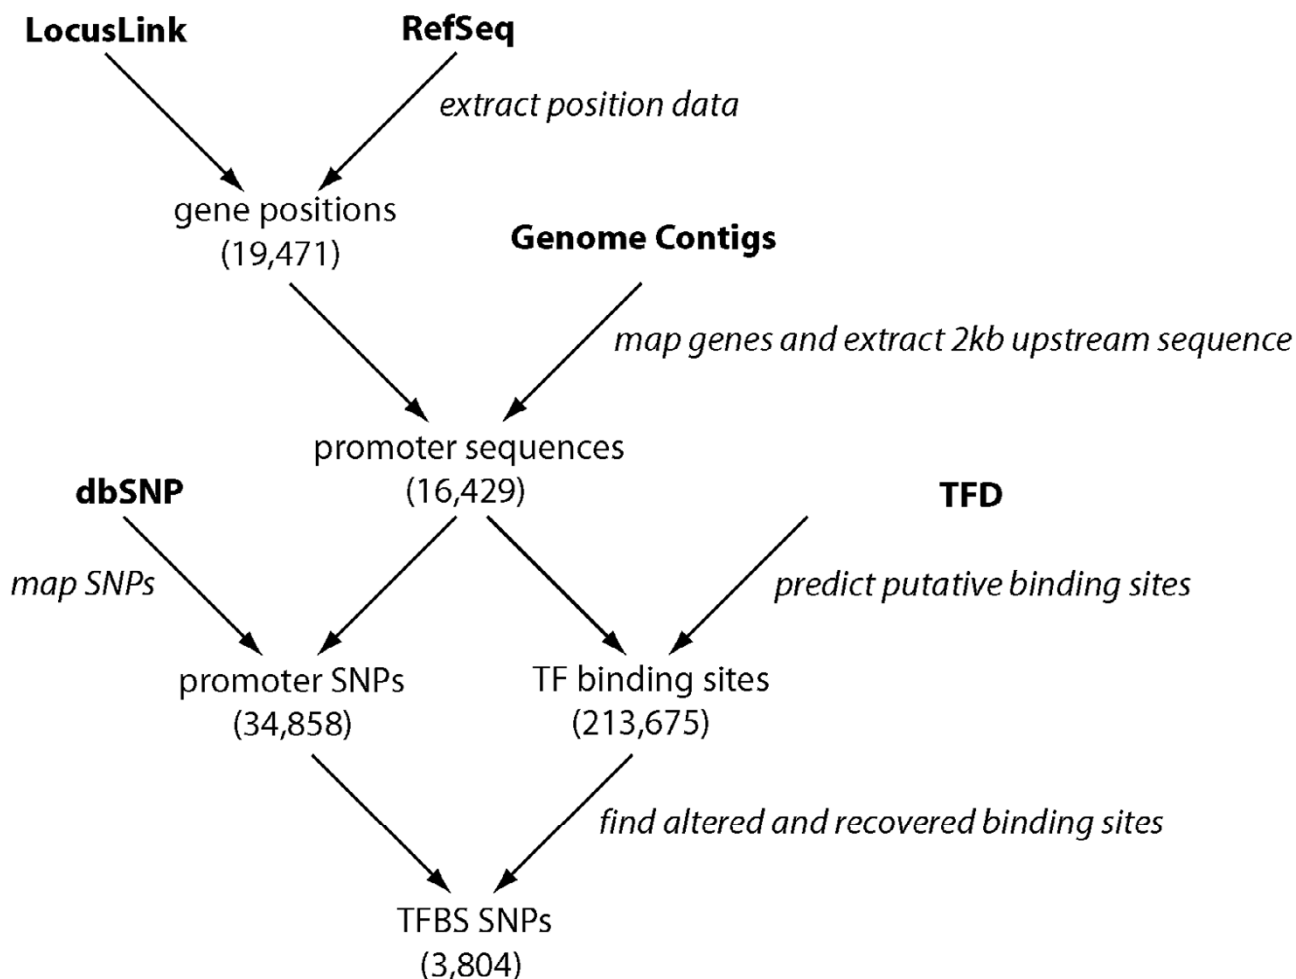 LocusLink
RefSeq
extract position data
gene positions
(19,471)
Genome Contigs
map genes and extract 2kb upstream sequence
promoter sequences
(16,429)
dbSNP
TFD
map SNPs
predict putative binding sites
promoter SNPs
(34,858)
TF binding sites
(213,675)
find altered and recovered binding sites
TFBS SNPs
(3,804)